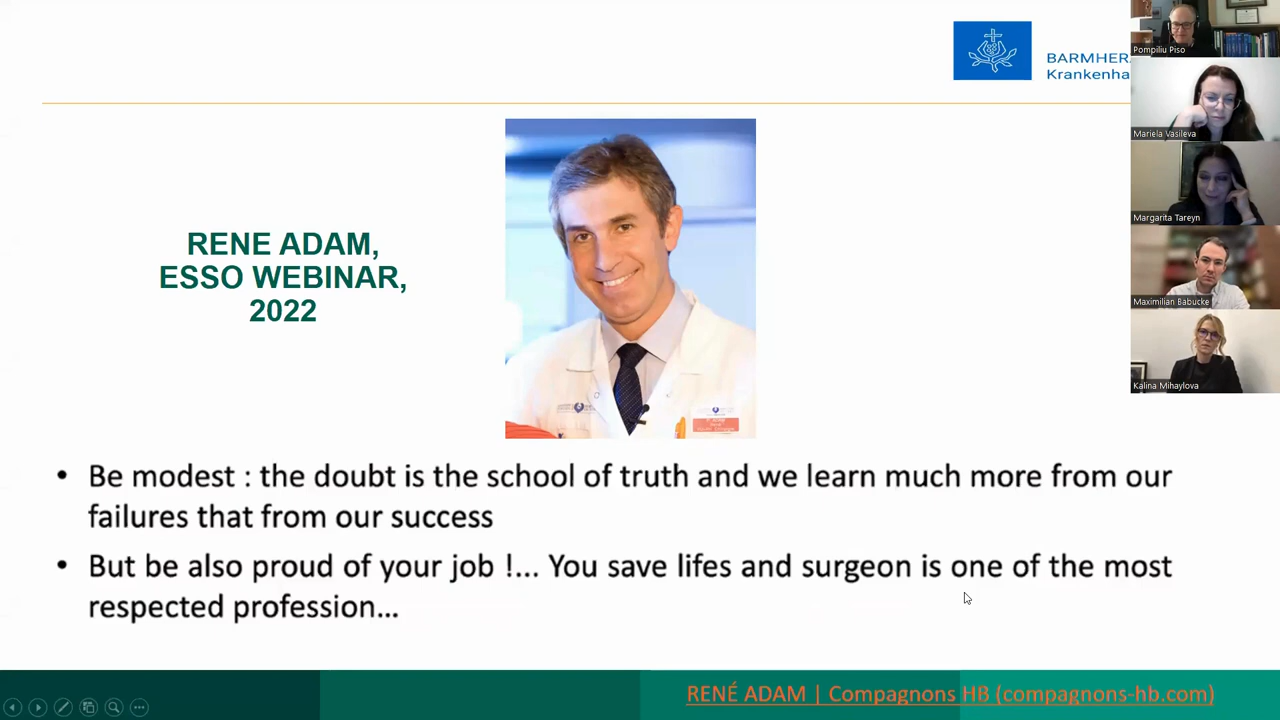 BARMHER
Krankenha
RENE ADAM,
ESSO WEBINAR,
2022
• Be modest : the doubt is the school of truth and we learn much more from our
failures that from our success
• But be also proud of your job !... You save lifes and surgeon is one of the most
respected profession...
RENÉ ADAM | Compagnons HB (compagnons-hb.com)
Pompiliu Piso
Mariela Vasileva
Margarita Tareyn
Maximilian Babucke
Kalina Mihaylova